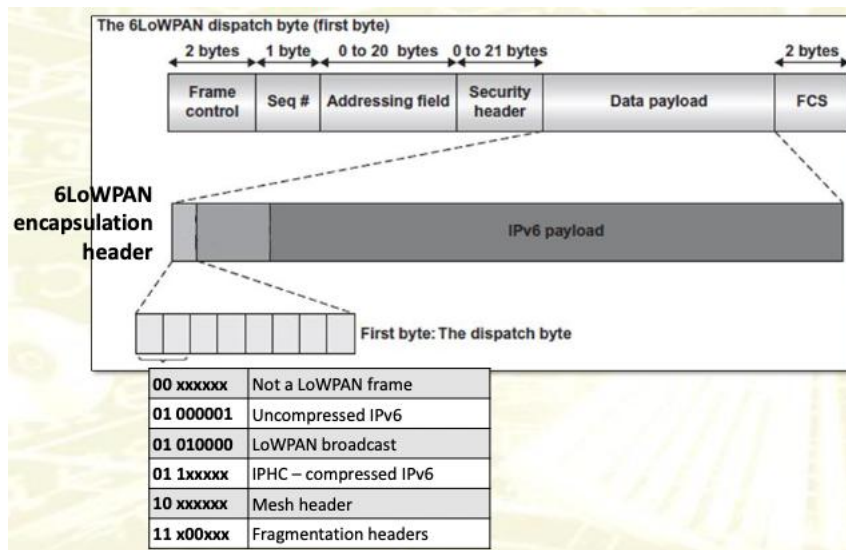 The 6LoWPAN dispatch byte (first byte)
2 bytes 1 byte 0 to 20 bytes 0 to 21 bytes 2 bytes
Frame control Seq # Addressing field Security header Data payload FCS
6LoWPAN
encapsulation
header
IPv6 payload
First byte: The dispatch byte
00 xxxxxx Not a LoWPAN frame
01 000001 Uncompressed IPv6
01 010000 LoWPAN broadcast
01 1xxxxx IPHC – compressed IPv6
10 xxxxxx Mesh header
11 x00xxx Fragmentation headers